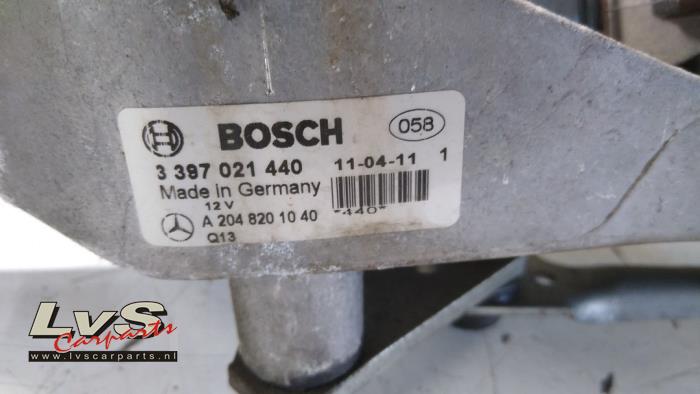 BOSCH 058
3 397 021 440 11-04-11 1
Made in Germany
12 V *440*
A 204 820 10 40
Q13
LvS
Carparts
www.lvscarparts.nl